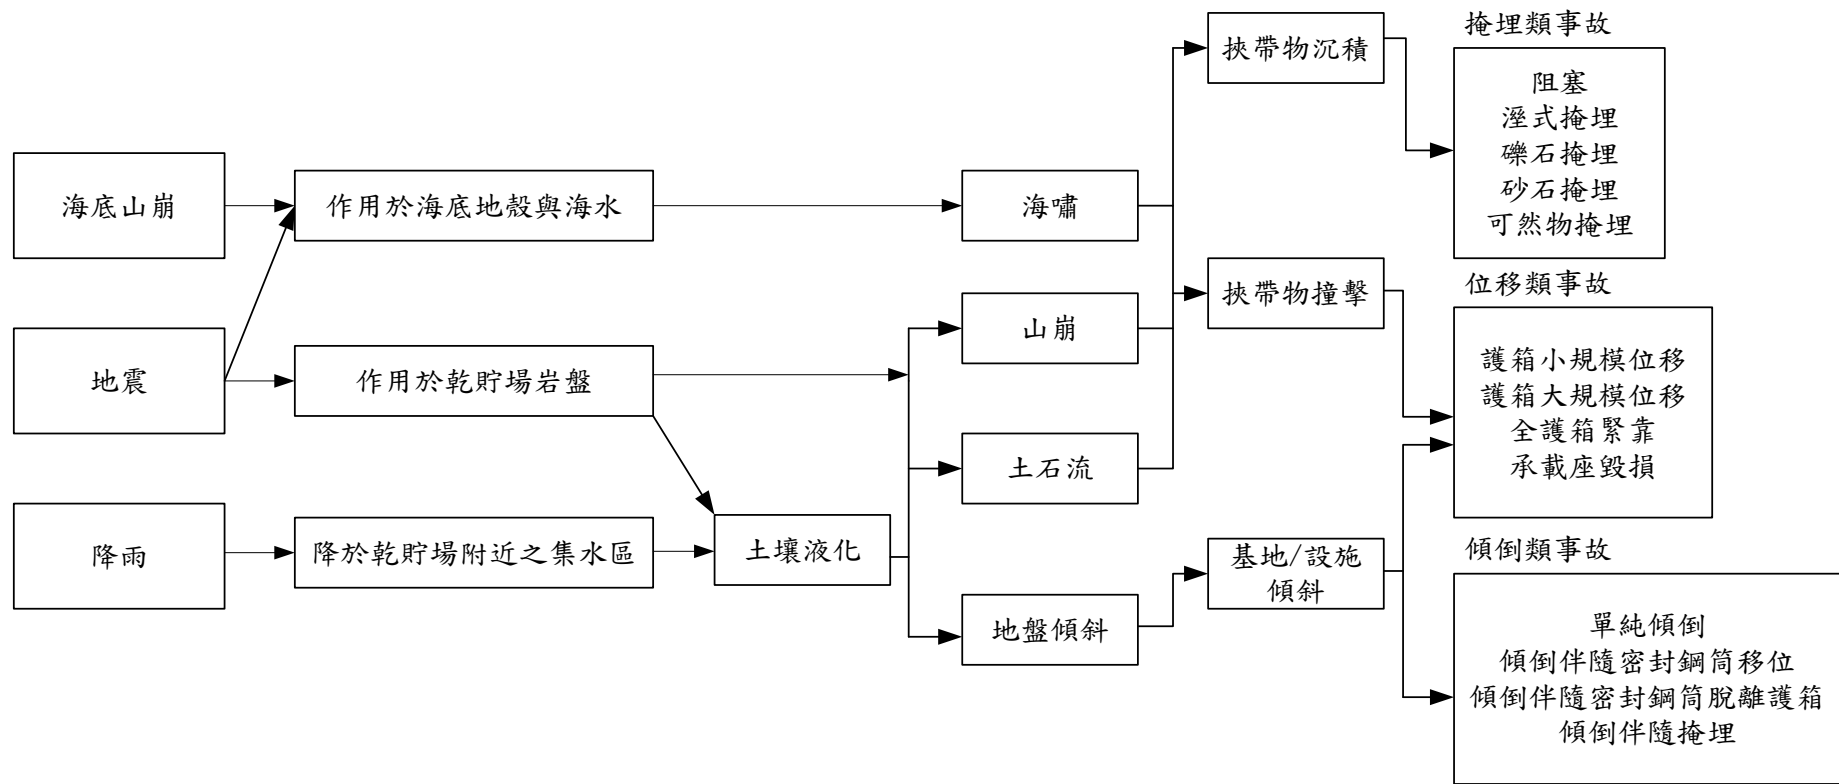 海底山崩
地震
降雨
作用於海底地殼與海水
作用於乾貯場岩盤
降於乾貯場附近之集水區
土壤液化
海嘯
山崩
土石流
地盤傾斜
挾帶物沉積
挾帶物撞擊
基地/設施
傾斜
掩埋類事故
阻塞
溼式掩埋
礫石掩埋
砂石掩埋
可然物掩埋
位移類事故
護箱小規模位移
護箱大規模位移
全護箱緊靠
承載座毀損
傾倒類事故
單純傾倒
傾倒伴隨密封鋼筒移位
傾倒伴隨密封鋼筒脫離護箱
傾倒伴隨掩埋